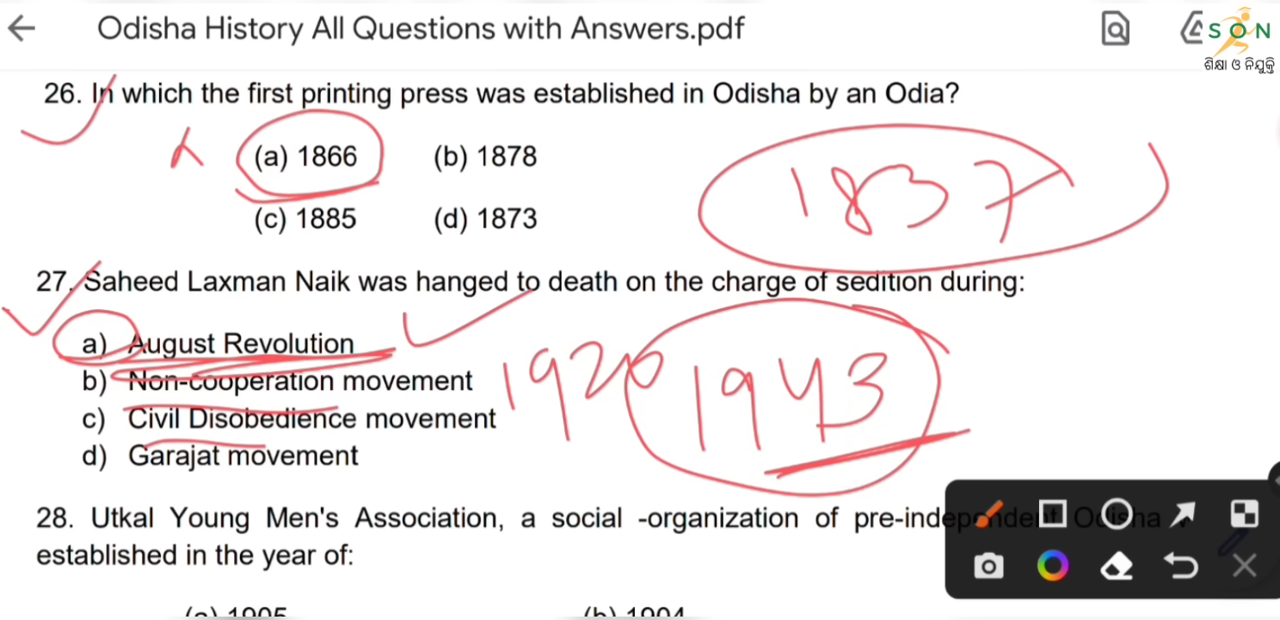 Odisha History All Questions with Answers.pdf
SON
ଶିକ୍ଷା ଓ ନିଯୁକ୍ତି
26. In which the first printing press was established in Odisha by an Odia?
(a) 1866 (b) 1878
1837
(c) 1885 (d) 1873
27. Saheed Laxman Naik was hanged to death on the charge of sedition during:
a) August Revolution
b) Non-cooperation movement
1920 1943
c) Civil Disobedience movement
d) Garajat movement
28. Utkal Young Men's Association, a social -organization of pre-independent Odisha
established in the year of:
(a) 1905 (b) 1904